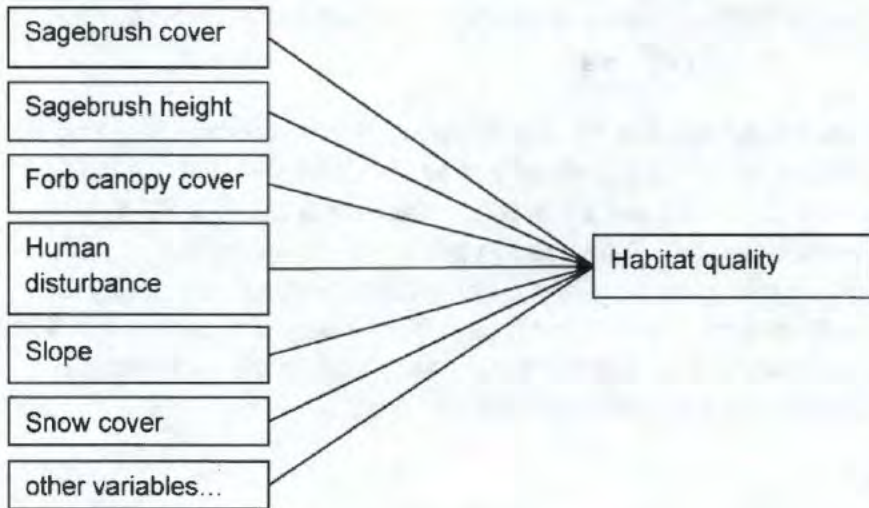 Sagebrush cover
Sagebrush height
Forb canopy cover
Human
disturbance
Slope
Snow cover
other variables...
Habitat quality